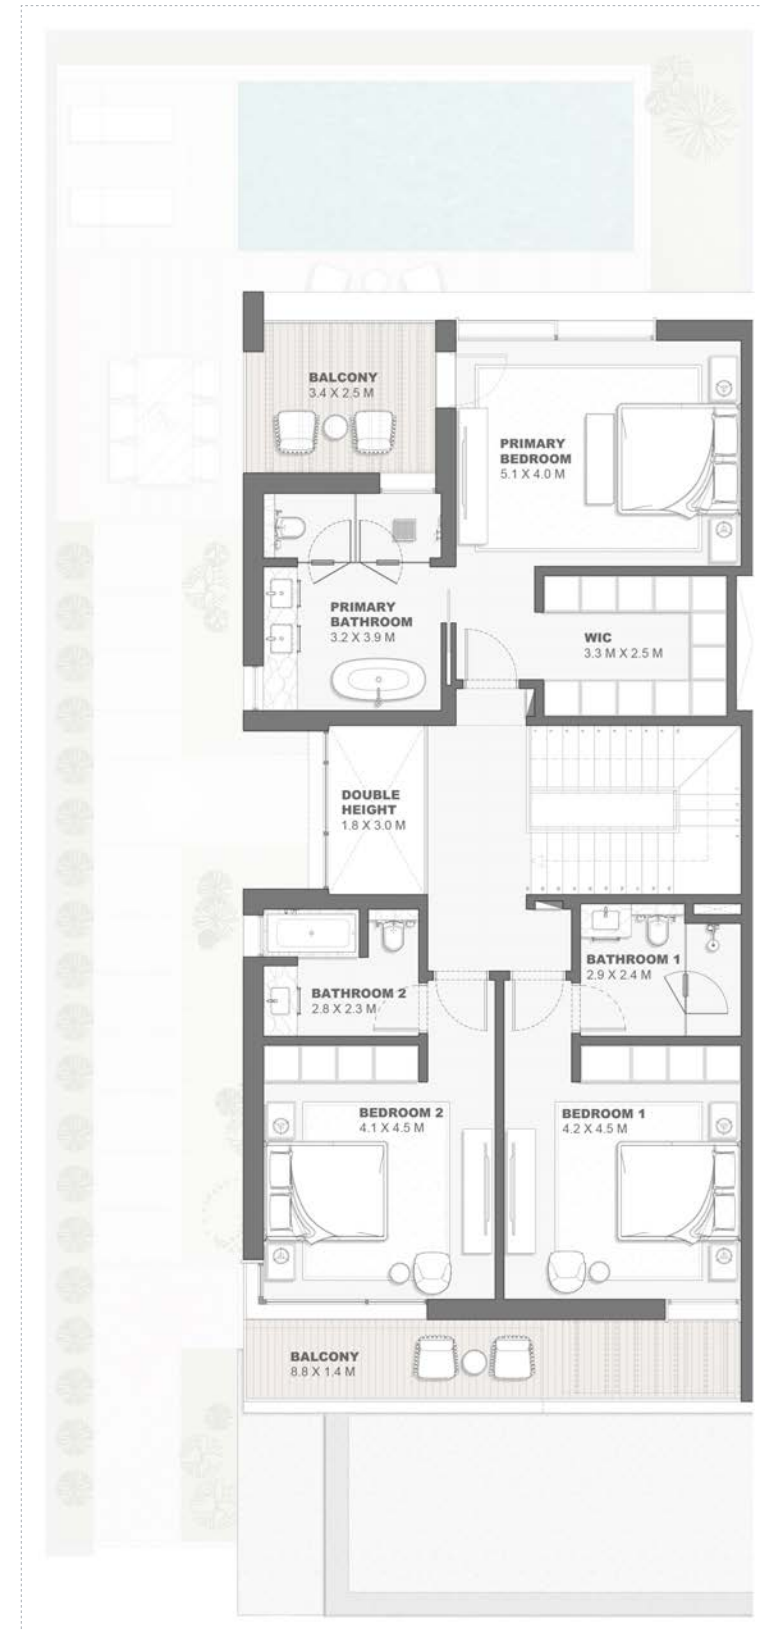 BALCONY
3.4 X 2.5 M
PRIMARY
BEDROOM
5.1 X 4.0 M
PRIMARY
BATHROOM
3.2 X 3.9 M
WIC
3.3 M X 2.5 M
DOUBLE
HEIGHT
1.8 X 3.0 M
BATHROOM 1
2.9 X 2.4 M
BATHROOM 2
2.8 X 2.3 M
BEDROOM 2
4.1 X 4.5 M
BEDROOM 1
4.2 X 4.5 M
BALCONY
8.8 X 1.4 M